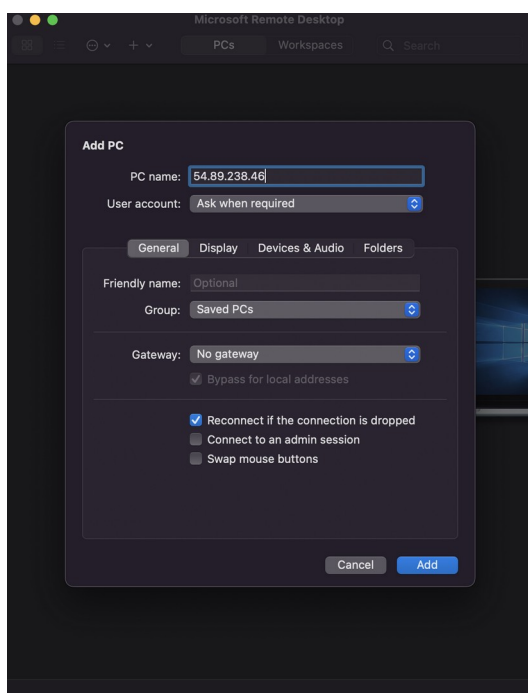 Microsoft Remote Desktop
PCs Workspaces Search
Add PC
PC name: 54.89.238.46
User account: Ask when required
General Display Devices & Audio Folders
Friendly name: Optional
Group: Saved PCs
Gateway: No gateway
Bypass for local addresses
Reconnect if the connection is dropped
Connect to an admin session
Swap mouse buttons
Cancel Add